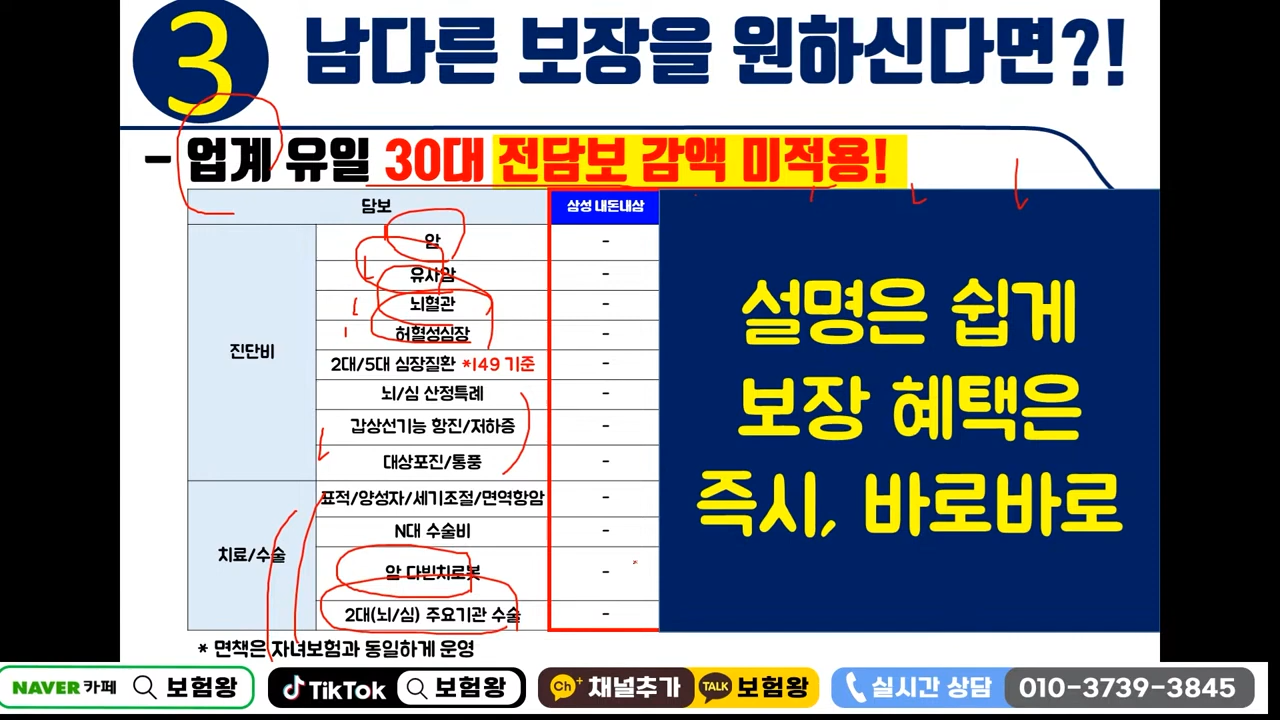 3 남다른 보장을 원하신다면?!
- 업계 유일 30대 전담보 감액 미적용!
담보 삼성 내돈내삼
진단비
암 -
유사암 -
뇌혈관 -
허혈성심장 -
2대/5대 심장질환 *I49 기준 -
뇌/심 산정특례 -
갑상선기능 항진/저하증 -
대상포진/통풍 -
치료/수술
표적/양성자/세기조절/면역항암 -
N대 수술비 -
암 다빈치로봇 -
2대(뇌/심) 주요기관 수술 -
* 면책은 자녀보험과 동일하게 운영
설명은 쉽게
보장 혜택은
즉시, 바로바로
NAVER 카페 보험왕 TikTok 보험왕 Ch+ 채널추가 TALK 보험왕 실시간 상담 010-3739-3845